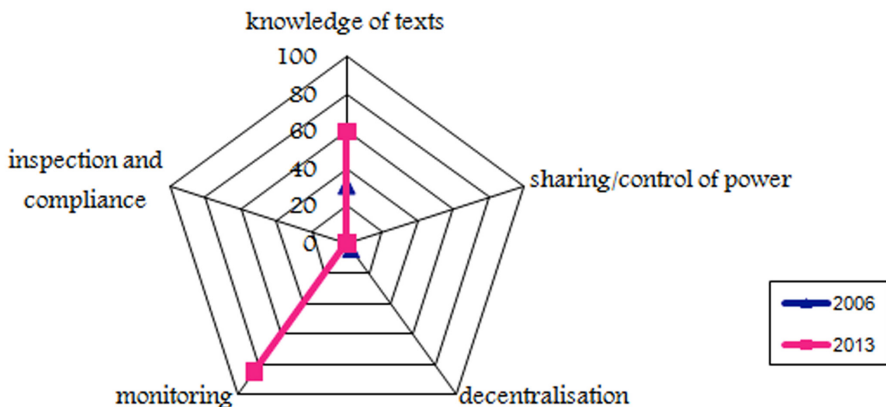 knowledge of texts
100
80
60
40
20
0
inspection and
compliance
sharing/control of power
monitoring
decentralisation
2006
2013